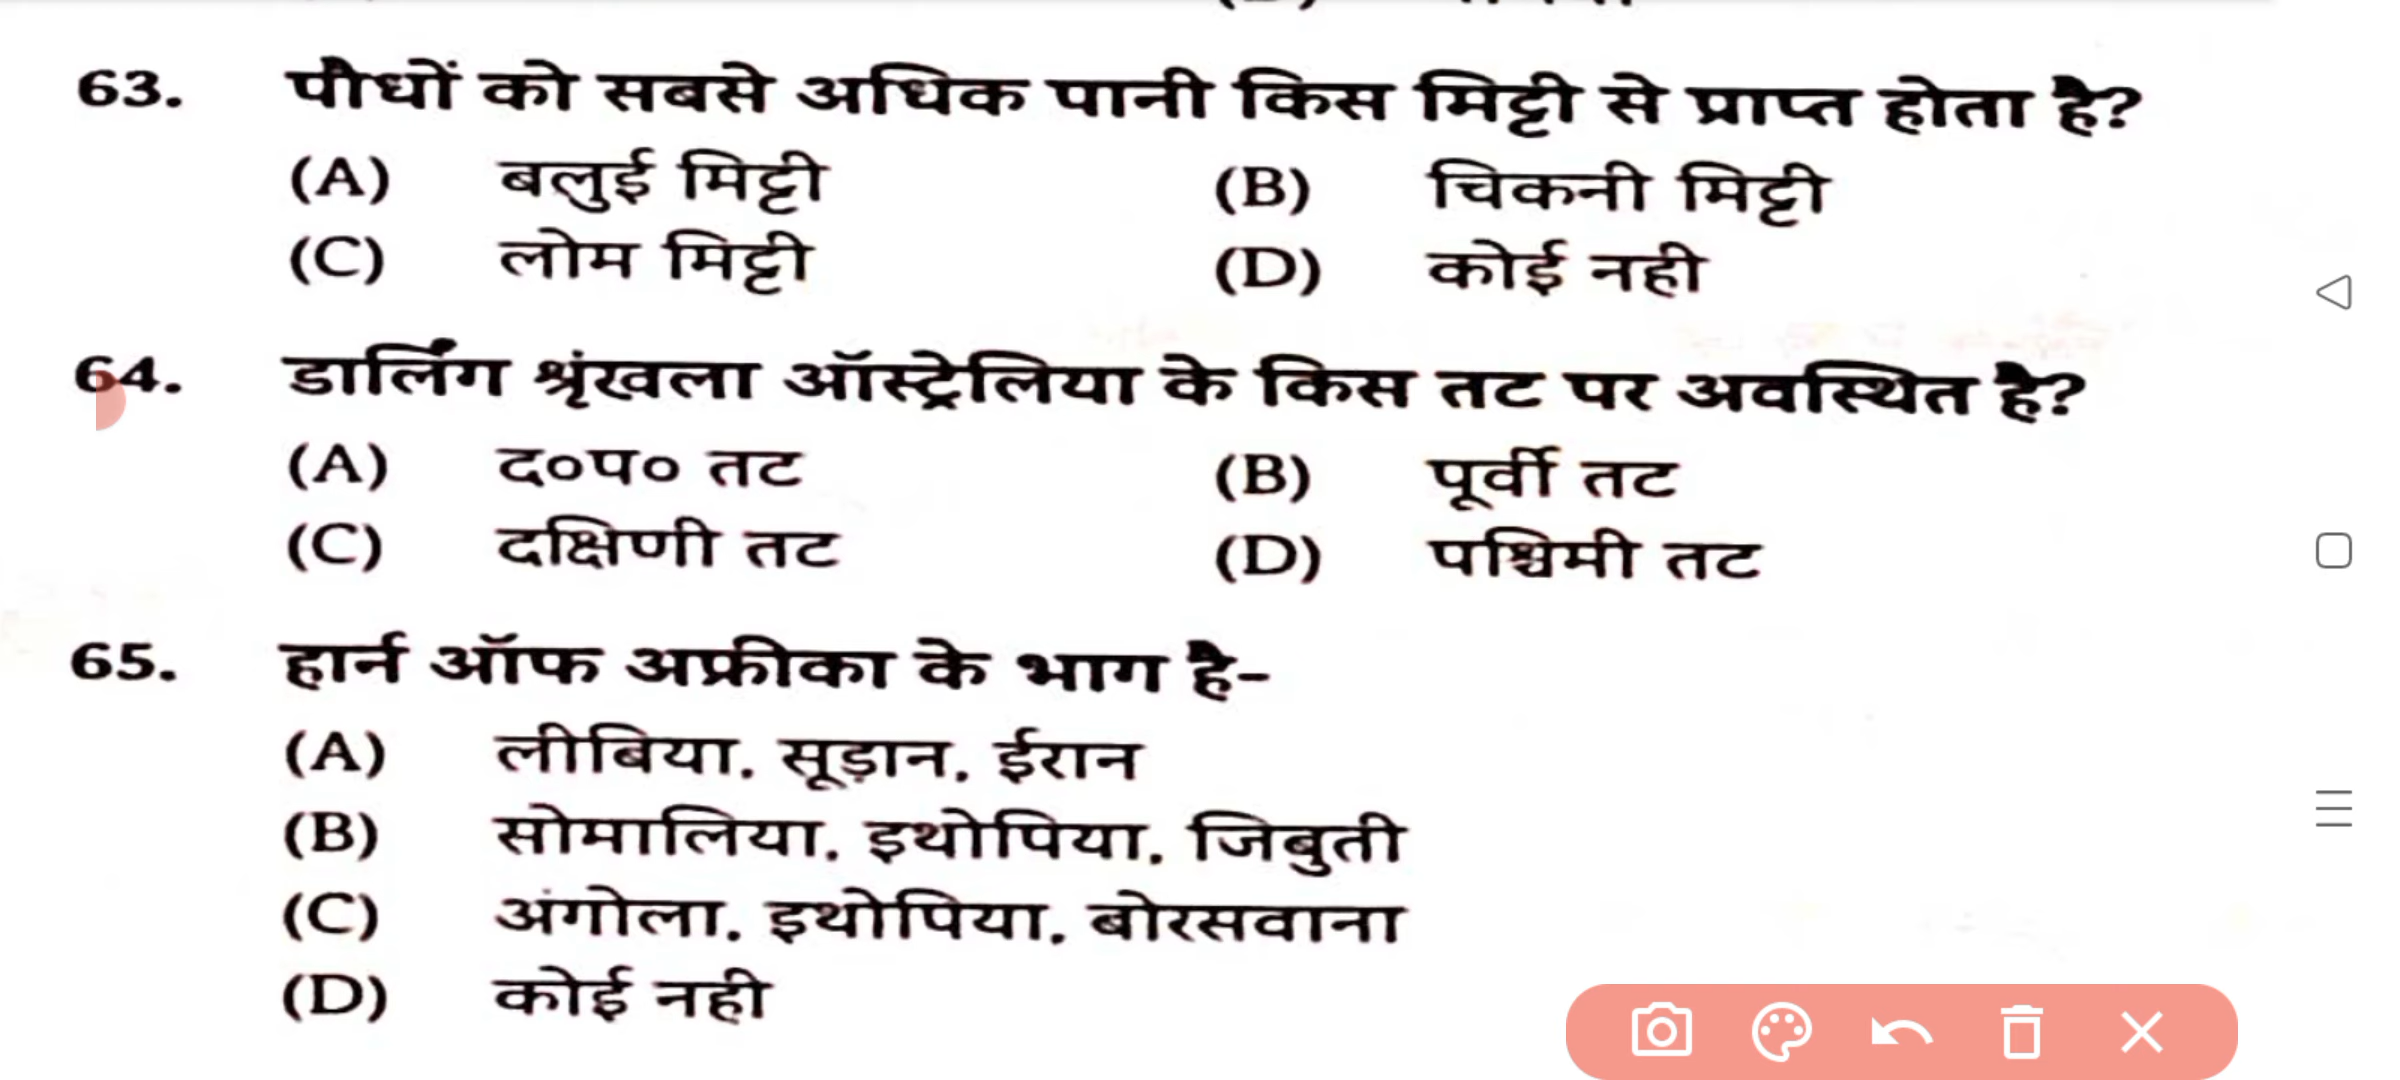 63. पौधों को सबसे अधिक पानी किस मिट्टी से प्राप्त होता है?
(A) बलुई मिट्टी (B) चिकनी मिट्टी
(C) लोम मिट्टी (D) कोई नही
64. डार्लिंग श्रृंखला ऑस्ट्रेलिया के किस तट पर अवस्थित है?
(A) द०प० तट (B) पूर्वी तट
(C) दक्षिणी तट (D) पश्चिमी तट
65. हार्न ऑफ अफ्रीका के भाग है-
(A) लीबिया. सूड़ान. ईरान
(B) सोमालिया. इथोपिया. जिबुती
(C) अंगोला. इथोपिया. बोरसवाना
(D) कोई नही